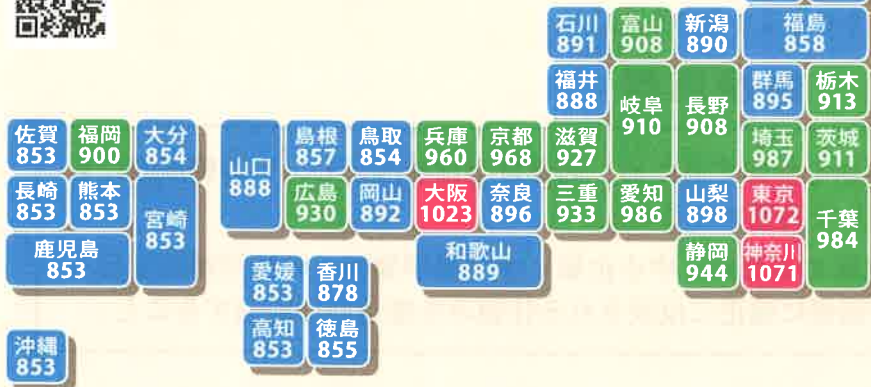 石川
891
富山
908
新潟
890
福島
858
福井
888
岐阜
910
長野
908
群馬
895
栃木
913
佐賀
853
福岡
900
大分
854
山口
888
島根
857
鳥取
854
兵庫
960
京都
968
滋賀
927
埼玉
987
茨城
911
長崎
853
熊本
853
宮崎
853
広島
930
岡山
892
大阪
1023
奈良
896
三重
933
愛知
986
山梨
898
東京
1072
千葉
984
鹿児島
853
和歌山
889
静岡
944
神奈川
1071
愛媛
853
香川
878
高知
853
徳島
855
沖縄
853